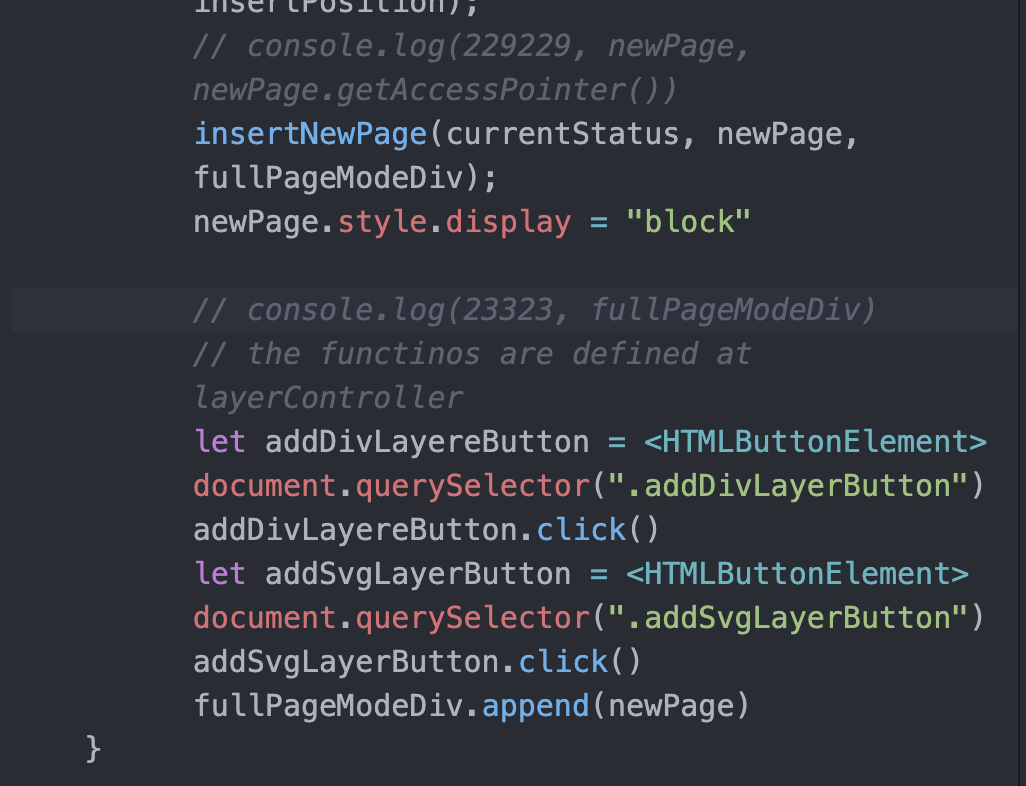 insertPosition);
// console.log(229229, newPage,
newPage.getAccessPointer())
insertNewPage(currentStatus, newPage,
fullPageModeDiv);
newPage.style.display = "block"
// console.log(23323, fullPageModeDiv)
// the functinos are defined at
layerController
let addDivLayereButton = <HTMLButtonElement>
document.querySelector(".addDivLayerButton")
addDivLayereButton.click()
let addSvgLayerButton = <HTMLButtonElement>
document.querySelector(".addSvgLayerButton")
addSvgLayerButton.click()
fullPageModeDiv.append(newPage)
}